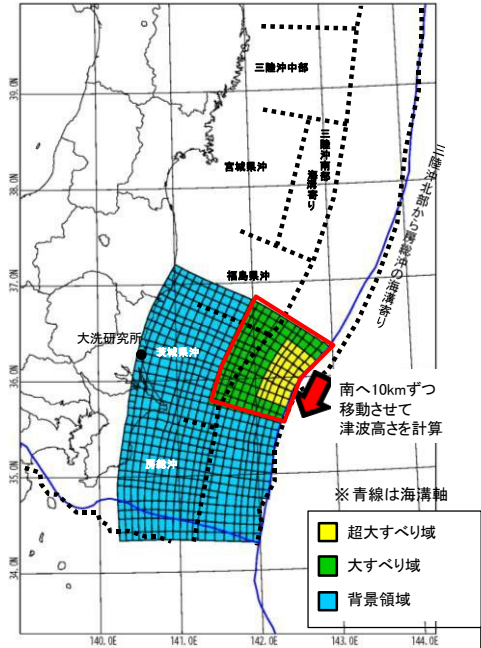 39.0N
38.0N
37.0N
36.0N
35.0N
34.0N
140.0E
141.0E
142.0E
143.0E
144.0E
三陸沖中部
三陸沖南部
海溝寄り
宮城県沖
三陸沖北部から房総沖の海溝寄り
福島県沖
大洗研究所
茨城県沖
房総沖
南へ10kmずつ
移動させて
津波高さを計算
※青線は海溝軸
超大すべり域
大すべり域
背景領域